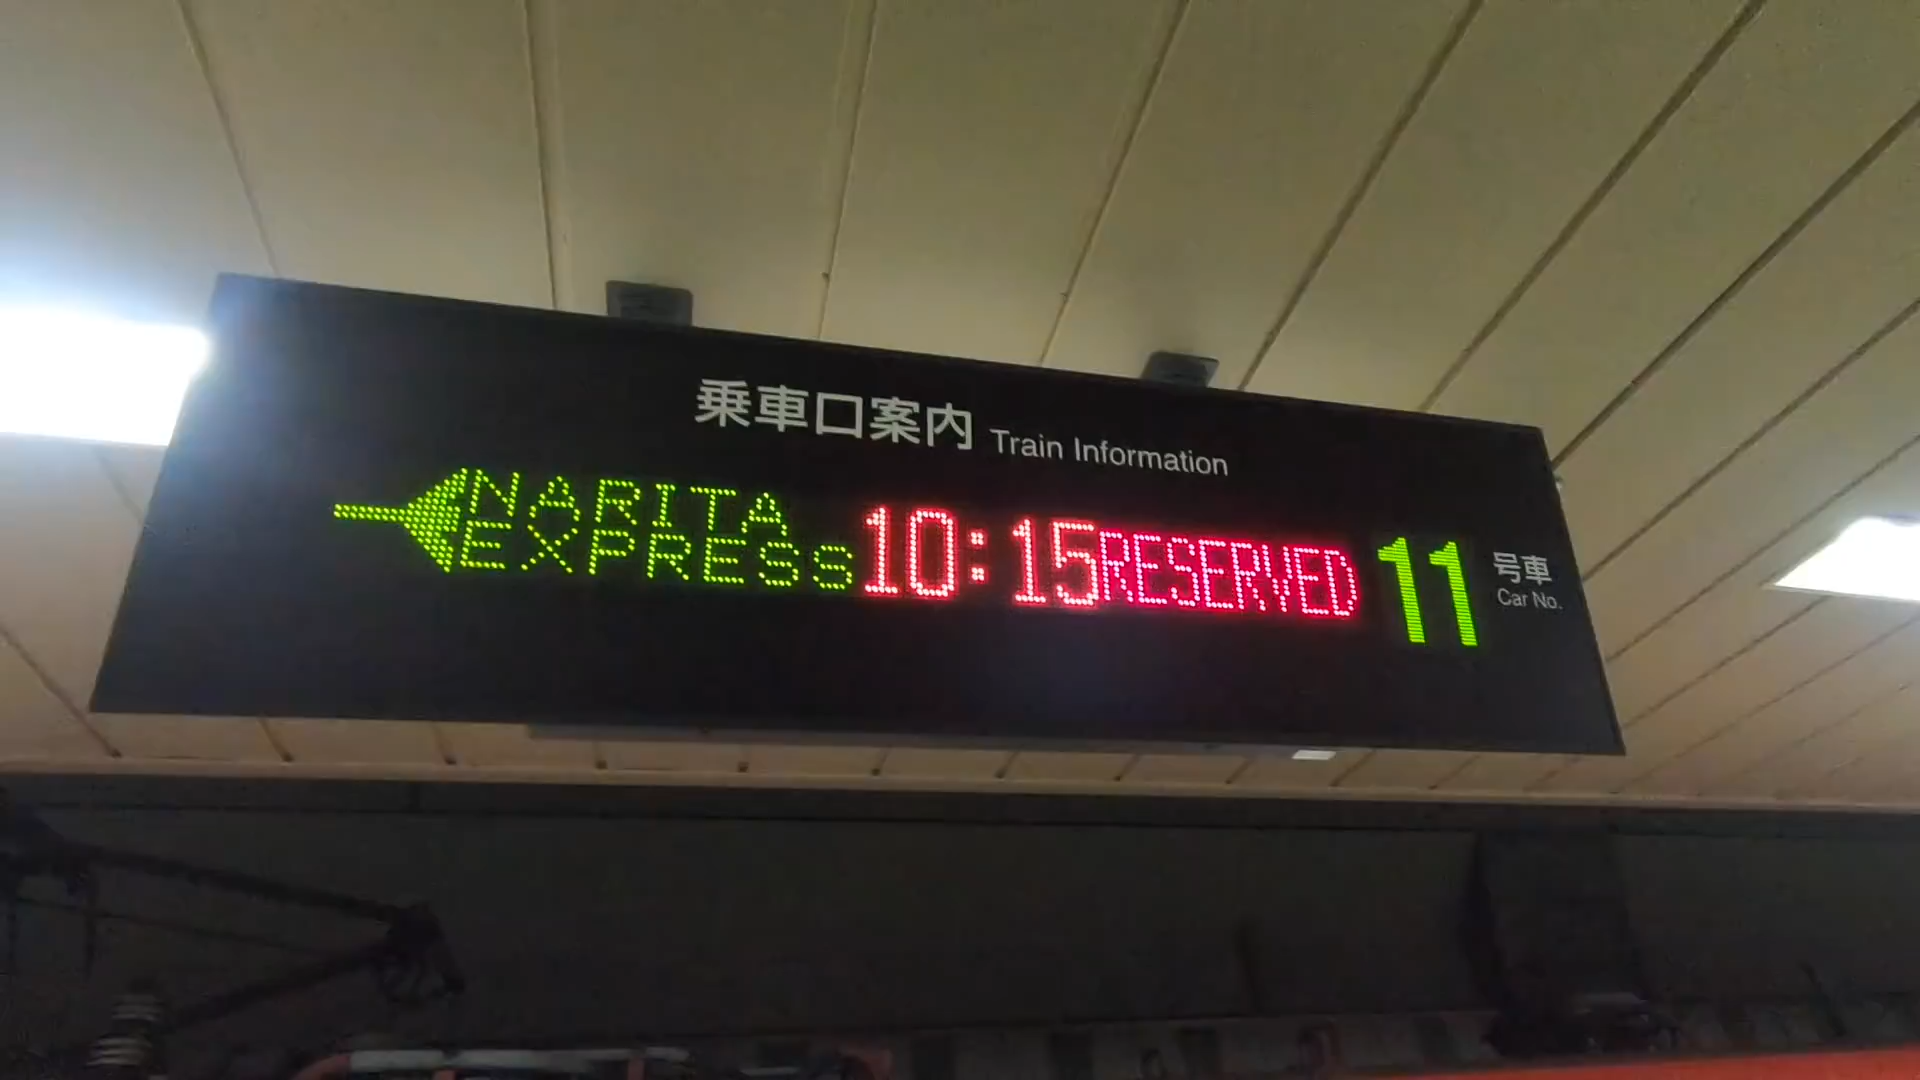 乗車口案内 Train Information
NARITA EXPRESS 10:15 RESERVED 11 号車 Car No.